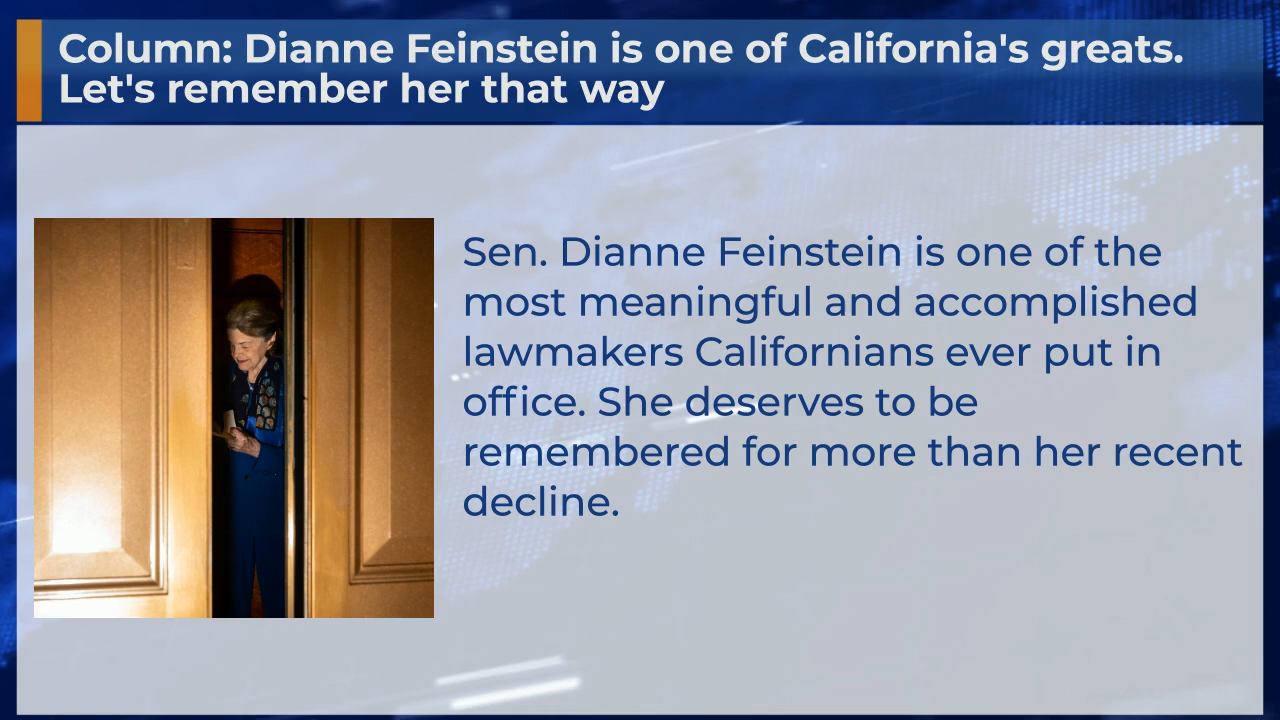 Column: Dianne Feinstein is one of California's greats.
Let's remember her that way
Sen. Dianne Feinstein is one of the
most meaningful and accomplished
lawmakers Californians ever put in
office. She deserves to be
remembered for more than her recent
decline.